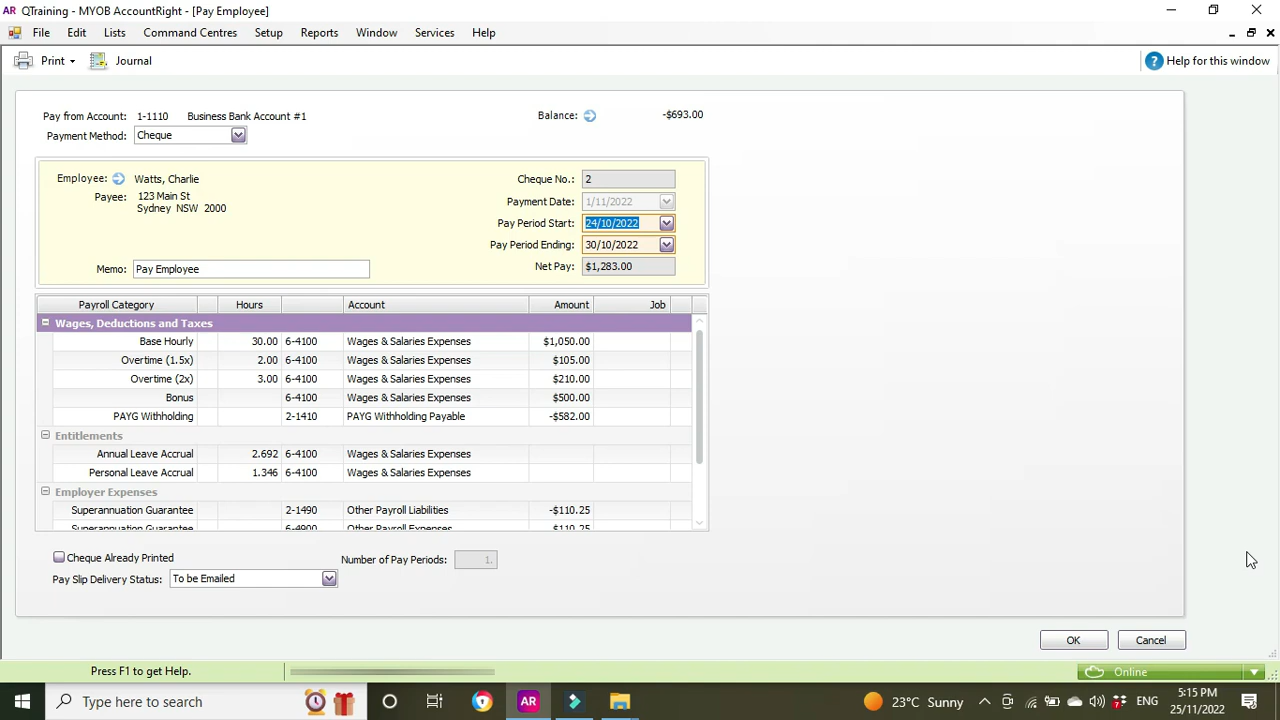 AR QTraining - MYOB AccountRight - [Pay Employee]
File Edit Lists Command Centres Setup Reports Window Services Help
Print Journal ? Help for this window
Pay from Account: 1-1110 Business Bank Account #1 Balance: -$693.00
Payment Method: Cheque
Employee: Watts, Charlie Cheque No.: 2
Payee: 123 Main St
Sydney NSW 2000
Payment Date: 1/11/2022
Pay Period Start: 24/10/2022
Pay Period Ending: 30/10/2022
Memo: Pay Employee Net Pay: $1,283.00
Payroll Category Hours Account Amount Job
Wages, Deductions and Taxes
Base Hourly 30.00 6-4100 Wages & Salaries Expenses $1,050.00
Overtime (1.5x) 2.00 6-4100 Wages & Salaries Expenses $105.00
Overtime (2x) 3.00 6-4100 Wages & Salaries Expenses $210.00
Bonus 6-4100 Wages & Salaries Expenses $500.00
PAYG Withholding 2-1410 PAYG Withholding Payable -$582.00
Entitlements
Annual Leave Accrual 2.692 6-4100 Wages & Salaries Expenses
Personal Leave Accrual 1.346 6-4100 Wages & Salaries Expenses
Employer Expenses
Superannuation Guarantee 2-1490 Other Payroll Liabilities -$110.25
Superannuation Guarantee 6-4900 Other Payroll Expenses $110.25
Cheque Already Printed Number of Pay Periods: 1.
Pay Slip Delivery Status: To be Emailed
OK Cancel
Press F1 to get Help. Online
Type here to search AR 23°C Sunny ENG 5:15 PM
25/11/2022